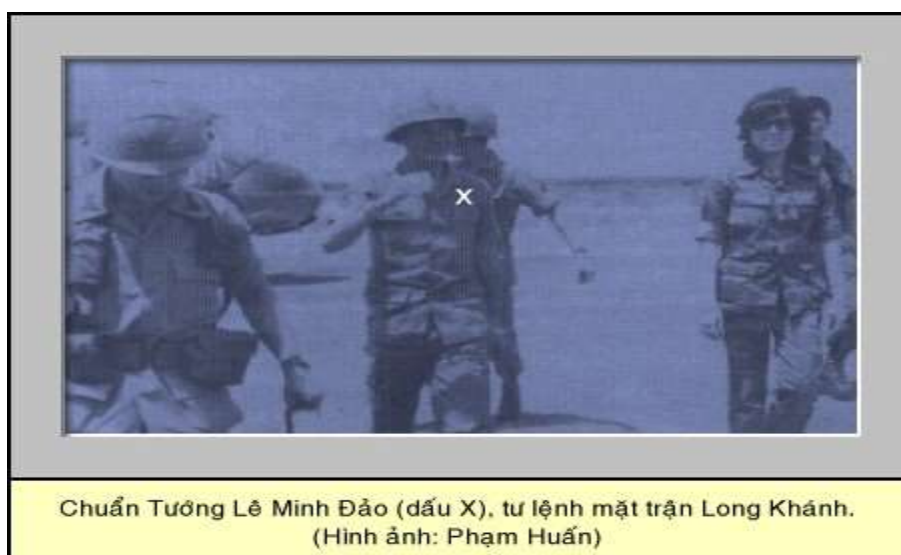 x
Chuẩn Tướng Lê Minh Đảo (dấu X), tư lệnh mặt trận Long Khánh.
(Hình ảnh: Phạm Huấn)